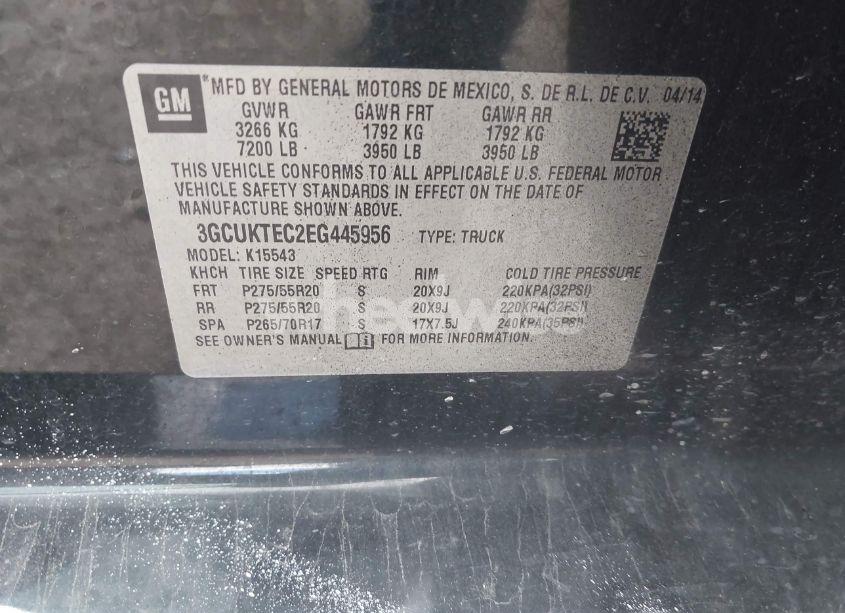 GM
® MFD BY GENERAL MOTORS DE MEXICO, S. DE R.L. DE C.V. 04/14
GVWR GAWR FRT GAWR RR
3266 KG 1792 KG 1792 KG
7200 LB 3950 LB 3950 LB
THIS VEHICLE CONFORMS TO ALL APPLICABLE U.S. FEDERAL MOTOR
VEHICLE SAFETY STANDARDS IN EFFECT ON THE DATE OF
MANUFACTURE SHOWN ABOVE.
3GCUKTEC2EG445956 TYPE: TRUCK
MODEL: K15543
KHCH TIRE SIZE SPEED RTG RIM COLD TIRE PRESSURE
FRT P275/55R20 S 20X9J 220KPA(32PSI)
RR P275/55R20 S 20X9J 220KPA(32PSI)
SPA P265/70R17 S 17X7.5J 240KPA(35PSI)
SEE OWNER'S MANUAL FOR MORE INFORMATION.